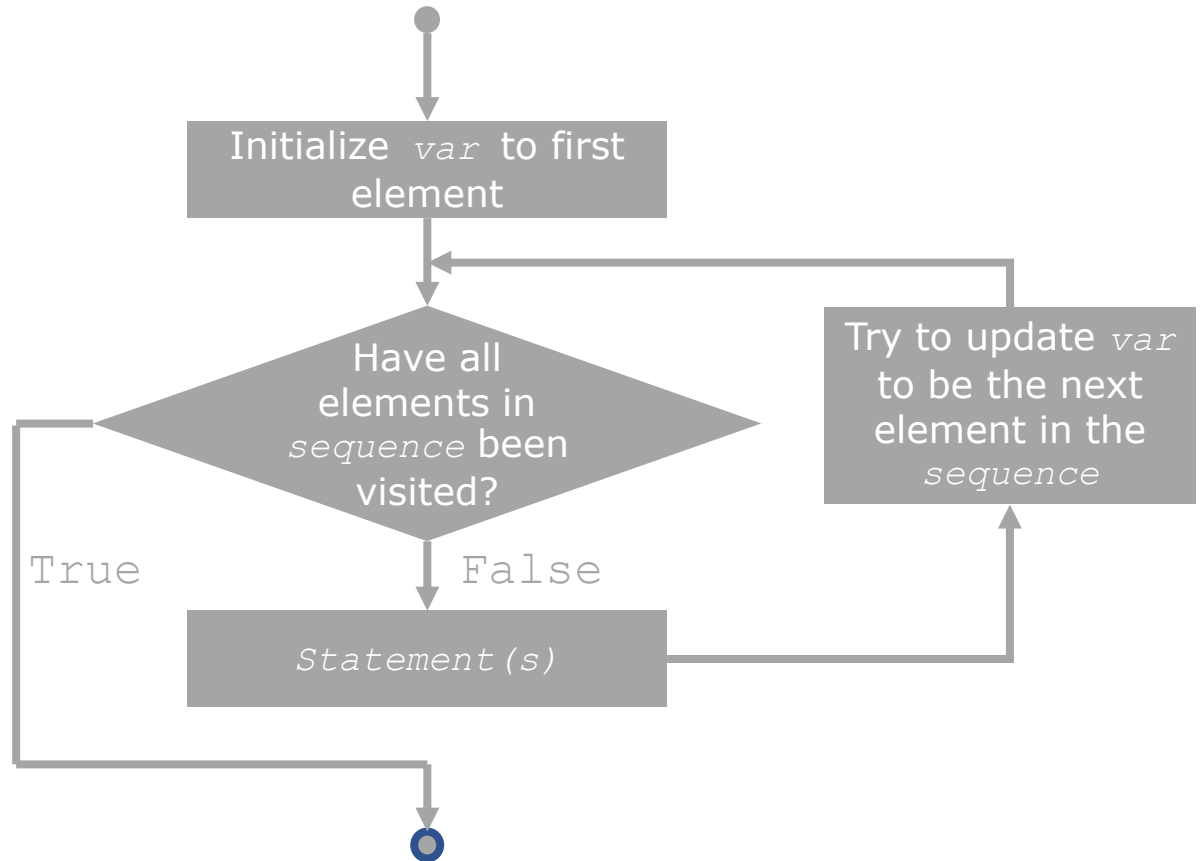 Initialize var to first
element
Have all
elements in
sequence been
visited?
Try to update var
to be the next
element in the
sequence
True
False
Statement(s)